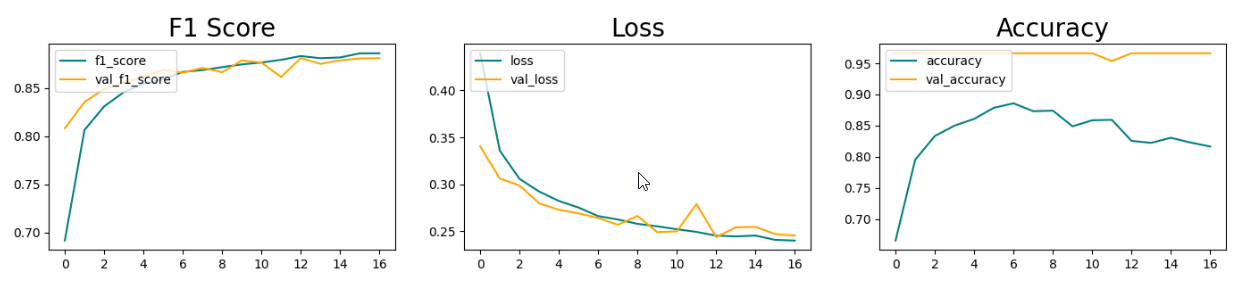 F1 Score
f1_score
val_f1_score
0.85
0.80
0.75
0.70
0 2 4 6 8 10 12 14 16
Loss
loss
val_loss
0.40
0.35
0.30
0.25
0 2 4 6 8 10 12 14 16
Accuracy
accuracy
val_accuracy
0.95
0.90
0.85
0.80
0.75
0.70
0 2 4 6 8 10 12 14 16